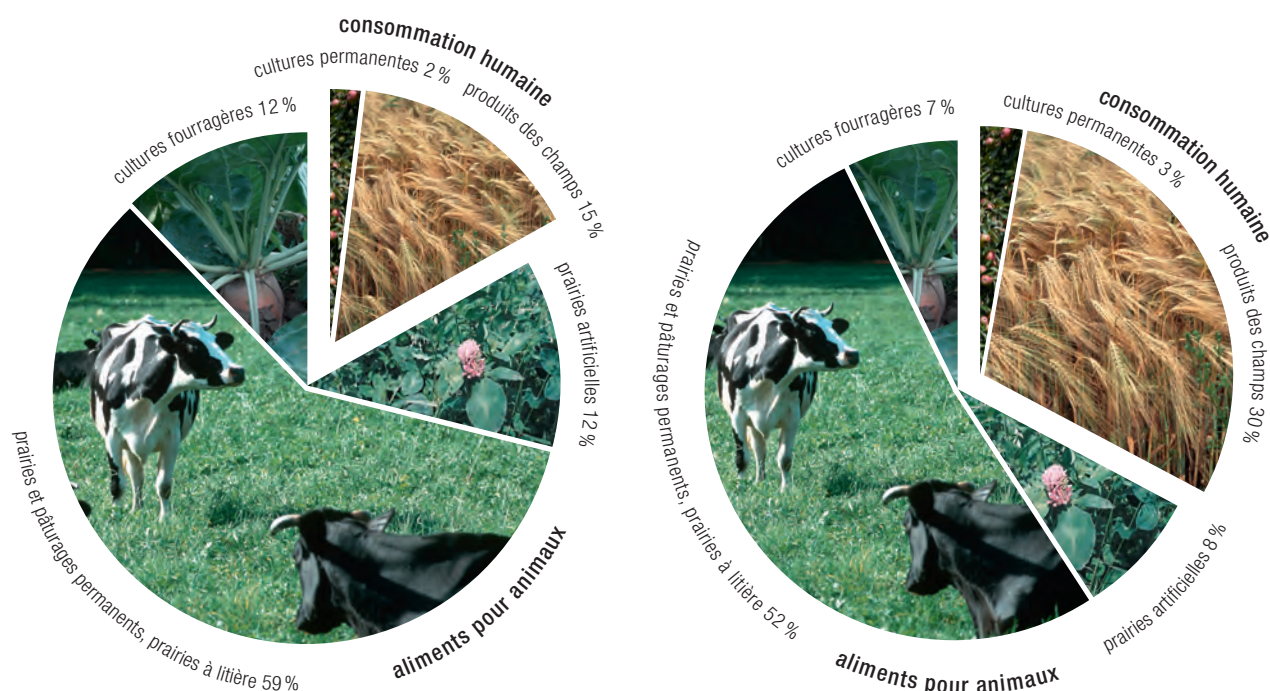 consommation humaine
cultures permanentes 2 %
produits des champs 15 %
cultures fourragères 12 %
prairies artificielles 12 %
prairies et pâturages permanents, prairies à litière 59 %
aliments pour animaux
consommation humaine
cultures permanentes 3 %
produits des champs 30 %
cultures fourragères 7 %
prairies artificielles 8 %
prairies et pâturages permanents, prairies à litière 52 %
aliments pour animaux